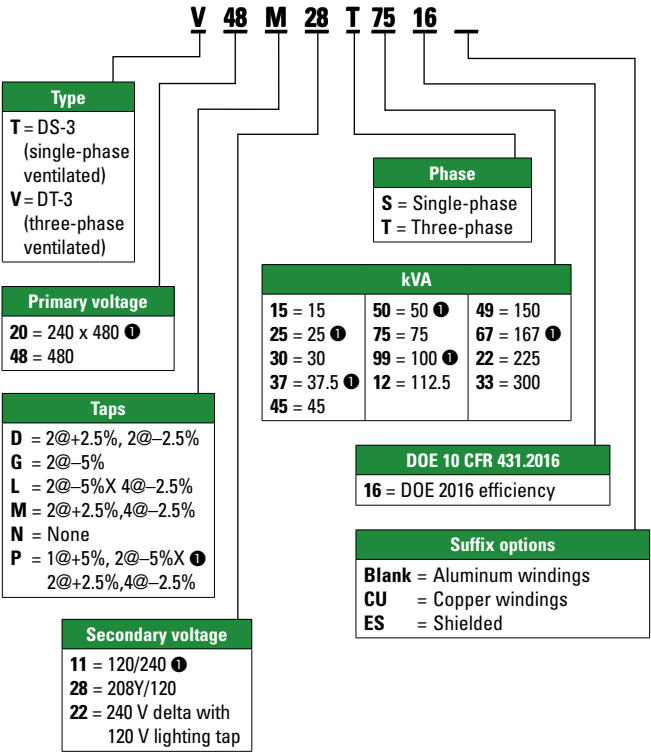 V 48 M 28 T 75 16
Type
T = DS-3
(single-phase
ventilated)
V = DT-3
(three-phase
ventilated)
Primary voltage
20 = 240 x 480 ❶
48 = 480
Taps
D = 2@+2.5%, 2@–2.5%
G = 2@–5%
L = 2@–5%X 4@–2.5%
M = 2@+2.5%,4@–2.5%
N = None
P = 1@+5%, 2@–5%X ❶
2@+2.5%,4@–2.5%
Secondary voltage
11 = 120/240 ❶
28 = 208Y/120
22 = 240 V delta with
120 V lighting tap
Phase
S = Single-phase
T = Three-phase
kVA
15 = 15
25 = 25 ❶
30 = 30
37 = 37.5 ❶
45 = 45
50 = 50 ❶
75 = 75
99 = 100 ❶
12 = 112.5
49 = 150
67 = 167 ❶
22 = 225
33 = 300
DOE 10 CFR 431.2016
16 = DOE 2016 efficiency
Suffix options
Blank = Aluminum windings
CU = Copper windings
ES = Shielded